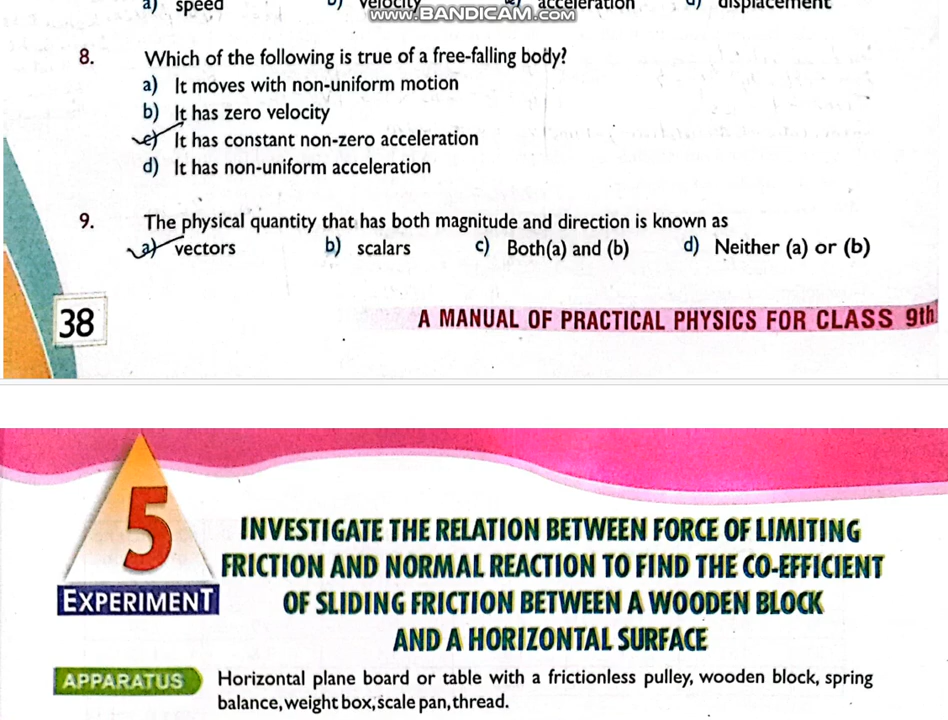 a) speed b) velocity c) acceleration d) displacement
www.BANDICAM.com
8. Which of the following is true of a free-falling body?
a) It moves with non-uniform motion
b) It has zero velocity
c) It has constant non-zero acceleration
d) It has non-uniform acceleration
9. The physical quantity that has both magnitude and direction is known as
a) vectors b) scalars c) Both(a) and (b) d) Neither (a) or (b)
38
A MANUAL OF PRACTICAL PHYSICS FOR CLASS 9th
5
EXPERIMENT
INVESTIGATE THE RELATION BETWEEN FORCE OF LIMITING
FRICTION AND NORMAL REACTION TO FIND THE CO-EFFICIENT
OF SLIDING FRICTION BETWEEN A WOODEN BLOCK
AND A HORIZONTAL SURFACE
APPARATUS Horizontal plane board or table with a frictionless pulley, wooden block, spring
balance, weight box, scale pan, thread.